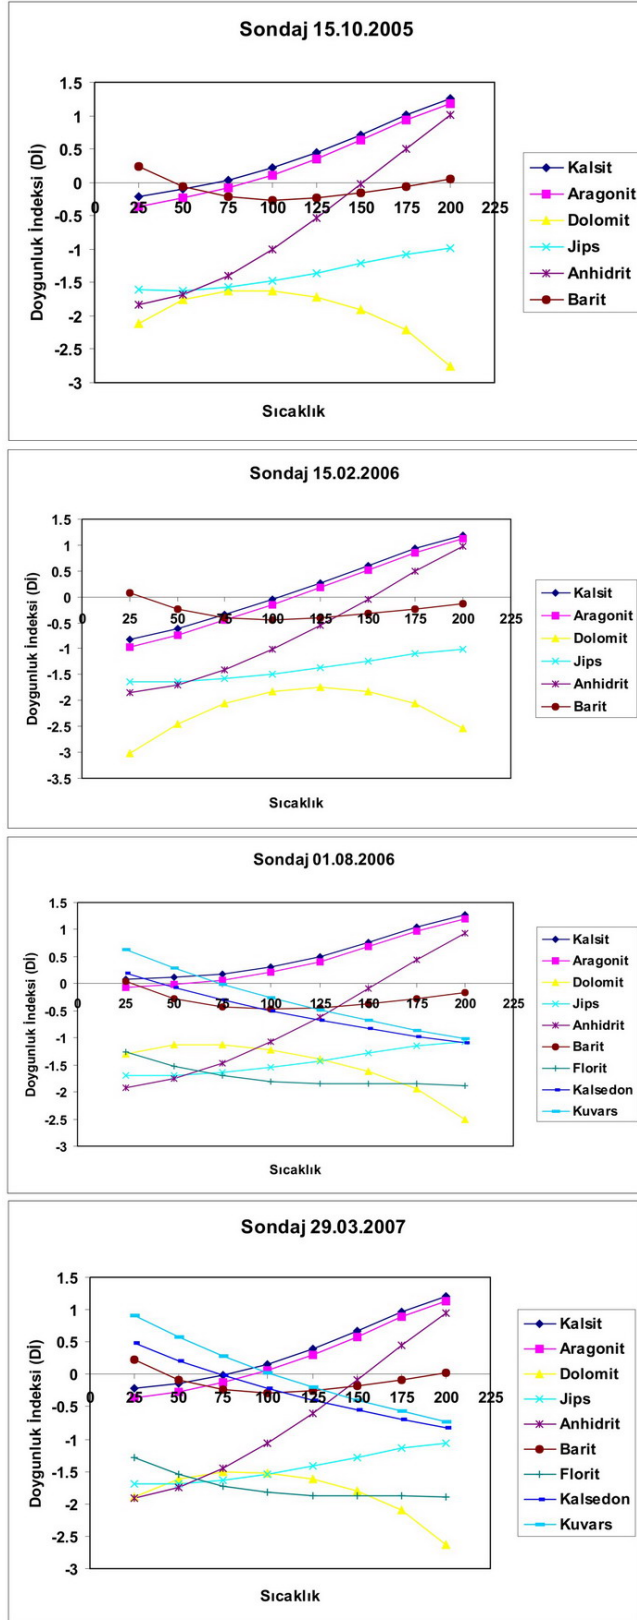 Sondaj 15.10.2005
1.5
1
0.5
0
-0.5
-1
-1.5
-2
-2.5
-3
0 25 50 75 100 125 150 175 200 225
Doygunluk İndeksi (Dİ)
Sıcaklık
Kalsit
Aragonit
Dolomit
Jips
Anhidrit
Barit
Sondaj 15.02.2006
1.5
1
0.5
0
-0.5
-1
-1.5
-2
-2.5
-3
-3.5
0 25 50 75 100 125 150 175 200 225
Doygunluk İndeksi (Dİ)
Sıcaklık
Kalsit
Aragonit
Dolomit
Jips
Anhidrit
Barit
Sondaj 01.08.2006
1.5
1
0.5
0
-0.5
-1
-1.5
-2
-2.5
-3
0 25 50 75 100 125 150 175 200 225
Doygunluk İndeksi (Dİ)
Sıcaklık
Kalsit
Aragonit
Dolomit
Jips
Anhidrit
Barit
Florit
Kalsedon
Kuvars
Sondaj 29.03.2007
1.5
1
0.5
0
-0.5
-1
-1.5
-2
-2.5
-3
0 25 50 75 100 125 150 175 200 225
Doygunluk İndeksi (Dİ)
Sıcaklık
Kalsit
Aragonit
Dolomit
Jips
Anhidrit
Barit
Florit
Kalsedon
Kuvars